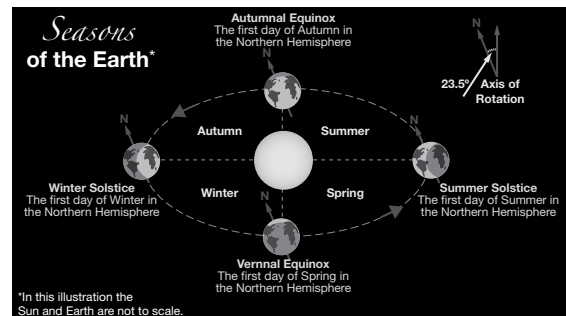 Seasons
of the Earth*
Autumnal Equinox
The first day of Autumn in
the Northern Hemisphere
N
N
23.5º
Axis of
Rotation
N
Autumn
Summer
N
Winter Solstice
The first day of Winter in
the Northern Hemisphere
Winter
Spring
Summer Solstice
The first day of Summer in
the Northern Hemisphere
N
Vernnal Equinox
The first day of Spring in
the Northern Hemisphere
*In this illustration the
Sun and Earth are not to scale.